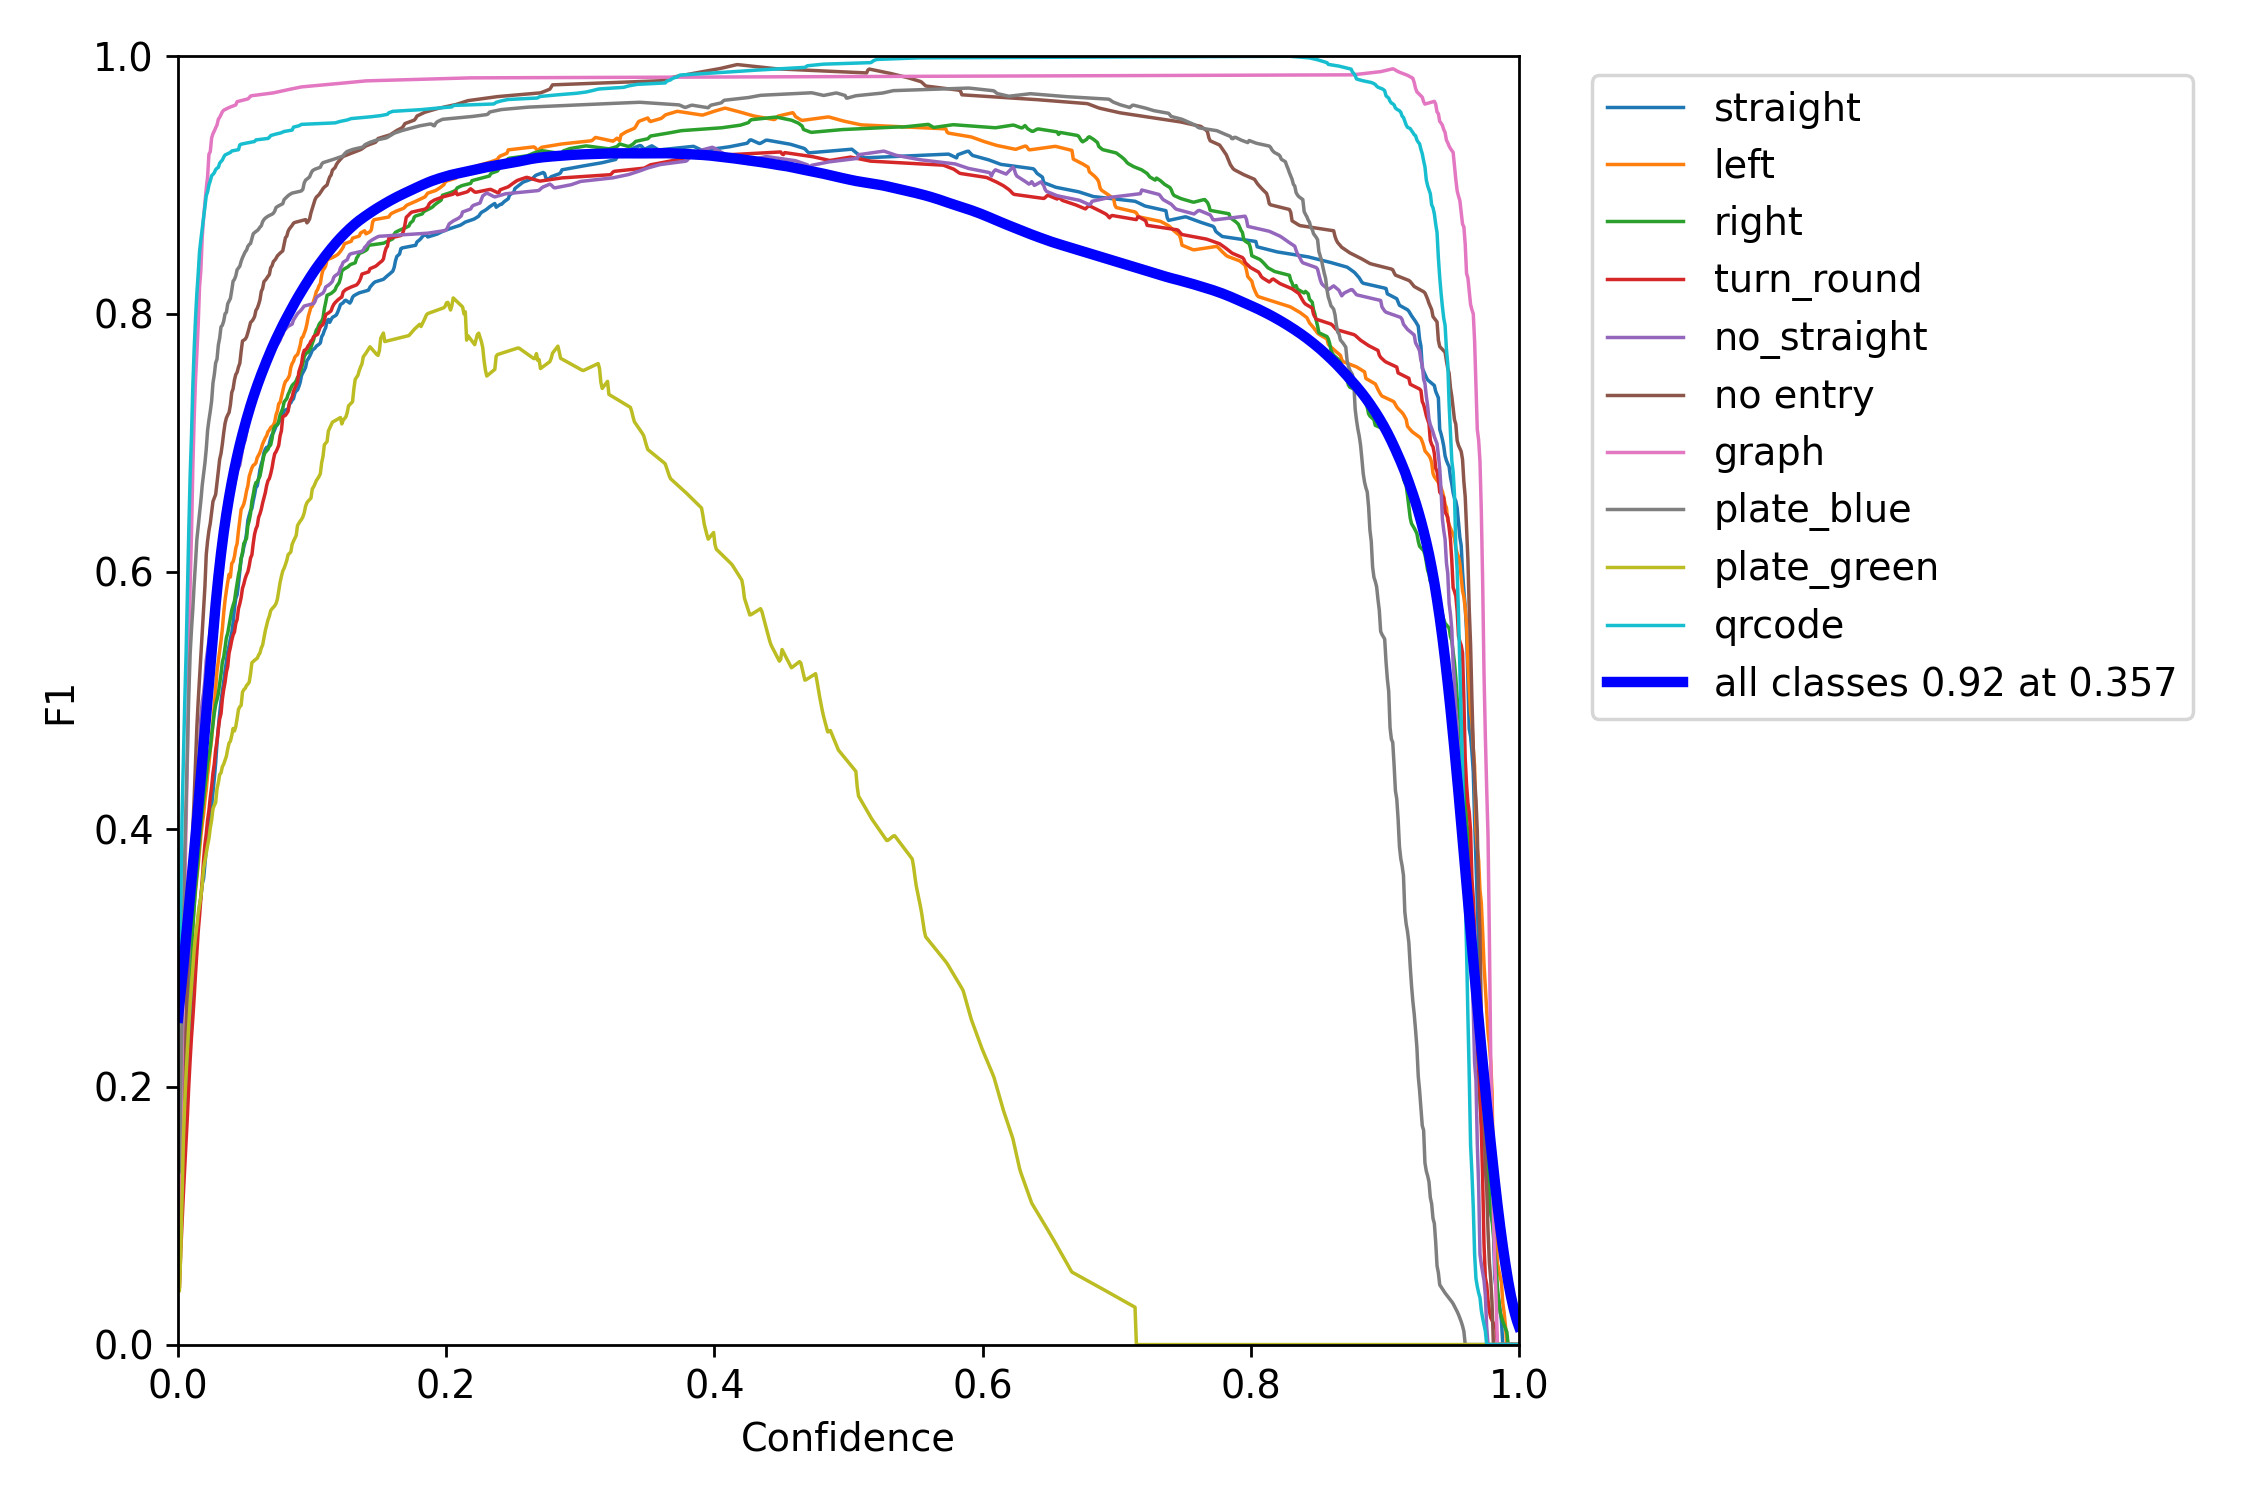 1.0
0.8
0.6
0.4
0.2
0.0
F1
0.0 0.2 0.4 0.6 0.8 1.0
Confidence
straight
left
right
turn_round
no_straight
no entry
graph
plate_blue
plate_green
qrcode
all classes 0.92 at 0.357